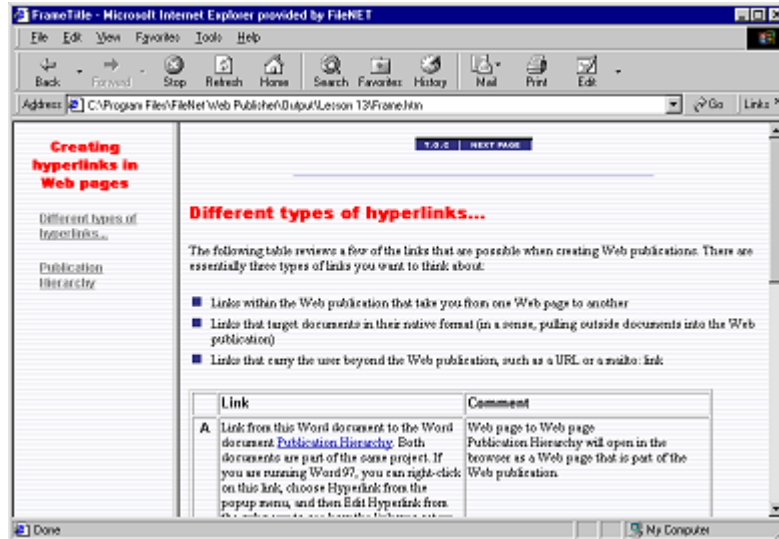 FrameTitle - Microsoft Internet Explorer provided by FileNET
File Edit View Favorites Tools Help
Back Forward Stop Refresh Home Search Favorites History Mail Print Edit
Address C:\Program Files\FileNet\Web Publisher\Output\Lesson 13\Frame.htm Go Links »
Creating
hyperlinks in
Web pages
Different types of
hyperlinks...
Publication
Hierarchy
T.O.C | NEXT PAGE
Different types of hyperlinks...
The following table reviews a few of the links that are possible when creating Web publications. There are
essentially three types of links you want to think about:
Links within the Web publication that take you from one Web page to another
Links that target documents in their native format (in a sense, pulling outside documents into the Web
publication)
Links that carry the user beyond the Web publication, such as a URL or a mailto: link
Link Comment
A Link from this Word document to the Word
document Publication Hierarchy. Both
documents are part of the same project. If
you are running Word 97, you can right-click
on this link, choose Hyperlink from the
popup menu, and then Edit Hyperlink from
Web page to Web page
Publication Hierarchy will open in the
browser as a Web page that is part of the
Web publication.
Done My Computer